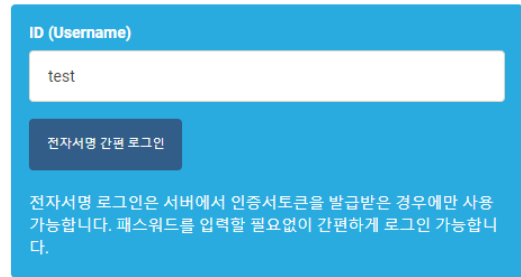 ID (Username)
test
전자서명 간편 로그인
전자서명 로그인은 서버에서 인증서토큰을 발급받은 경우에만 사용
가능합니다. 패스워드를 입력할 필요없이 간편하게 로그인 가능합니
다.